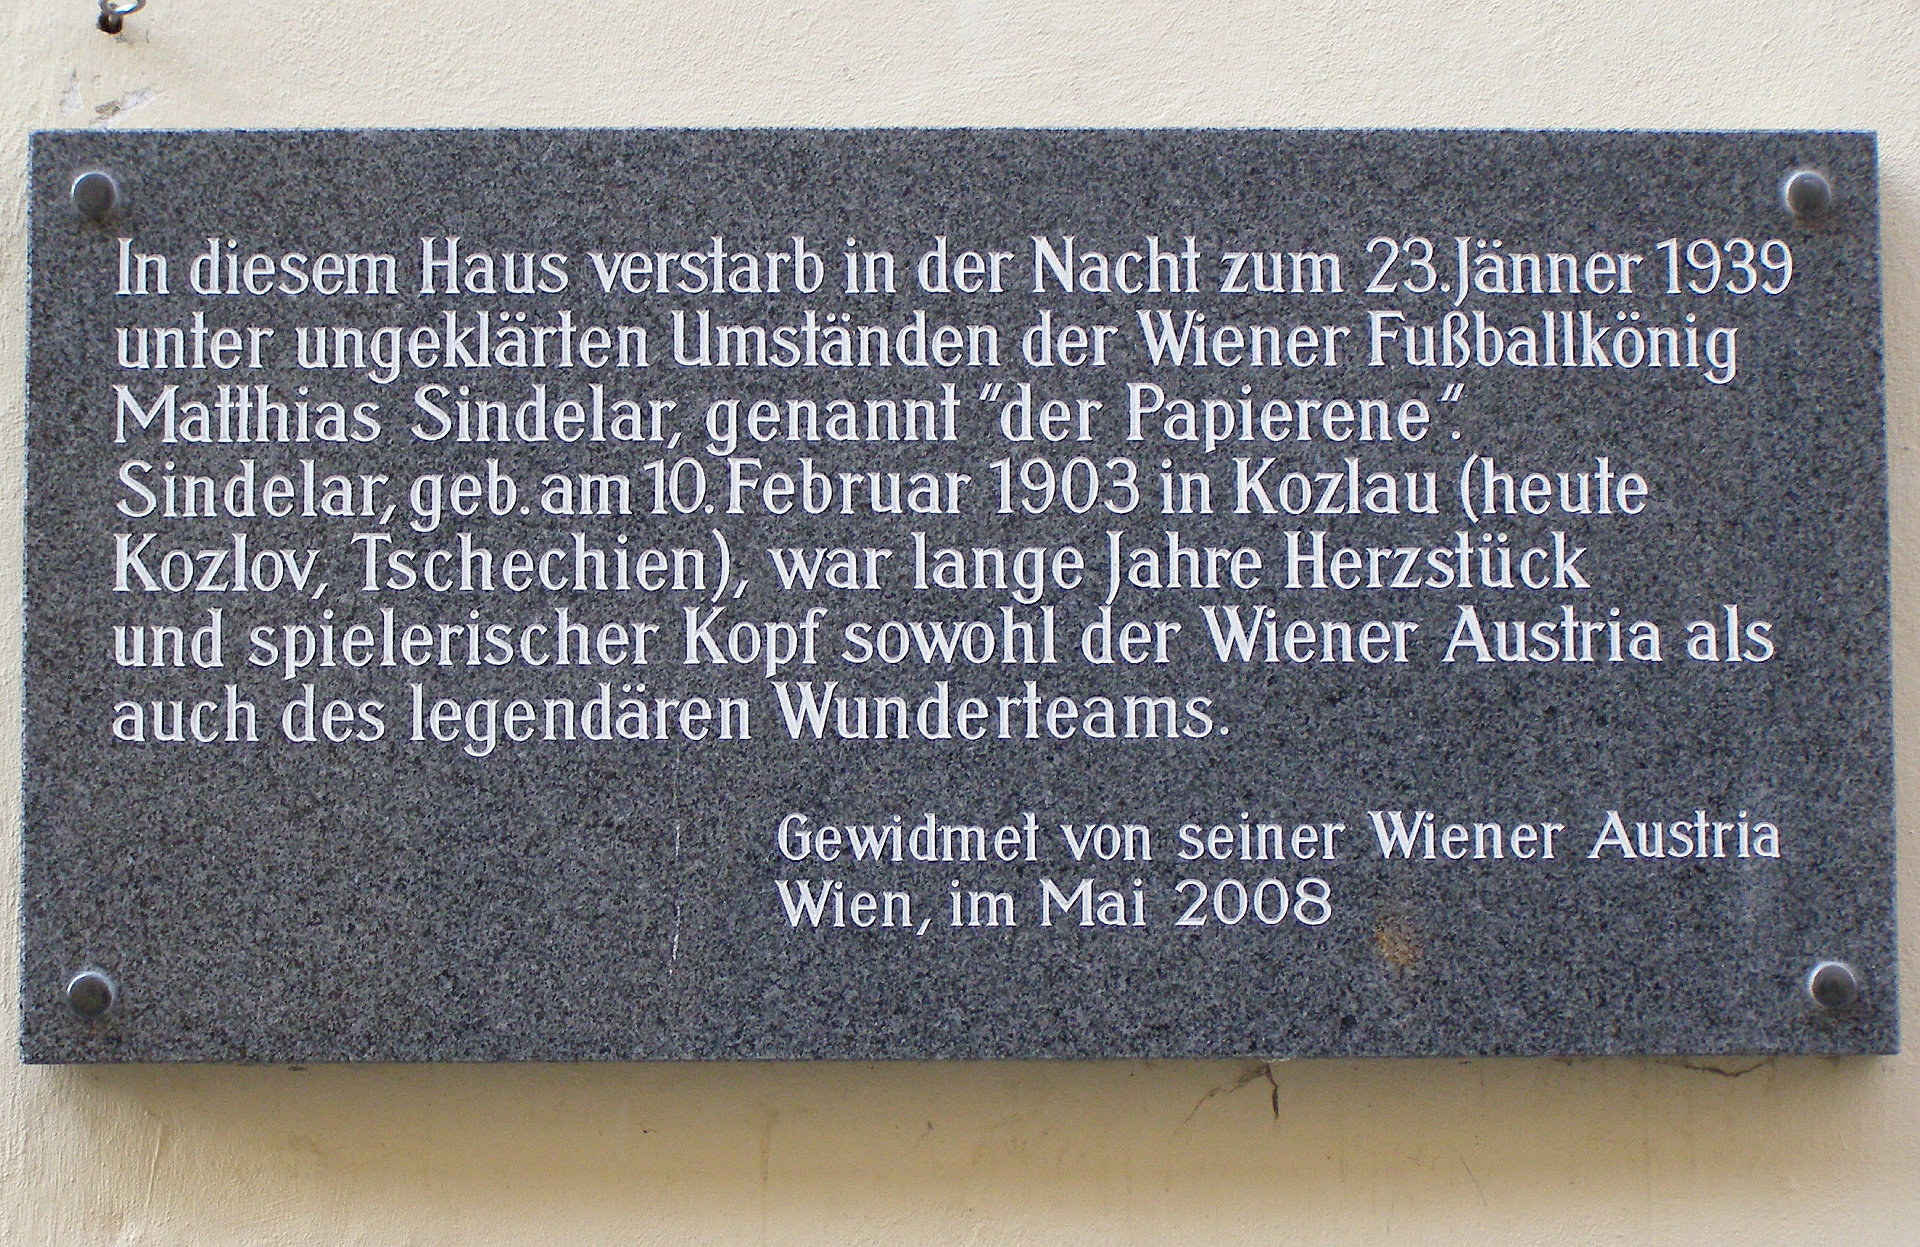 In diesem Haus verstarb in der Nacht zum 23. Jänner 1939
unter ungeklärten Umständen der Wiener Fußballkönig
Matthias Sindelar, genannt "der Papierene".
Sindelar, geb. am 10. Februar 1903 in Kozlau (heute
Kozlov, Tschechien), war lange Jahre Herzstück
und spielerischer Kopf sowohl der Wiener Austria als
auch des legendären Wunderteams.
Gewidmet von seiner Wiener Austria
Wien, im Mai 2008